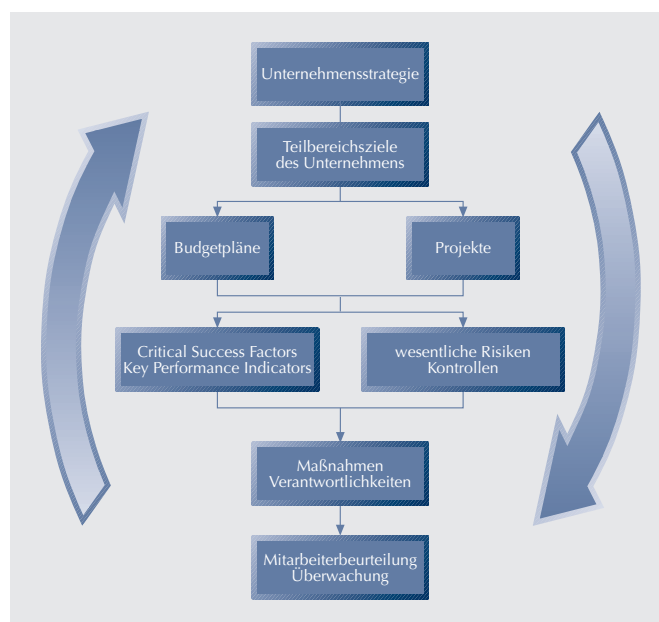 Unternehmensstrategie
Teilbereichsziele
des Unternehmens
Budgetpläne
Projekte
Critical Success Factors
Key Performance Indicators
wesentliche Risiken
Kontrollen
Maßnahmen
Verantwortlichkeiten
Mitarbeiterbeurteilung
Überwachung